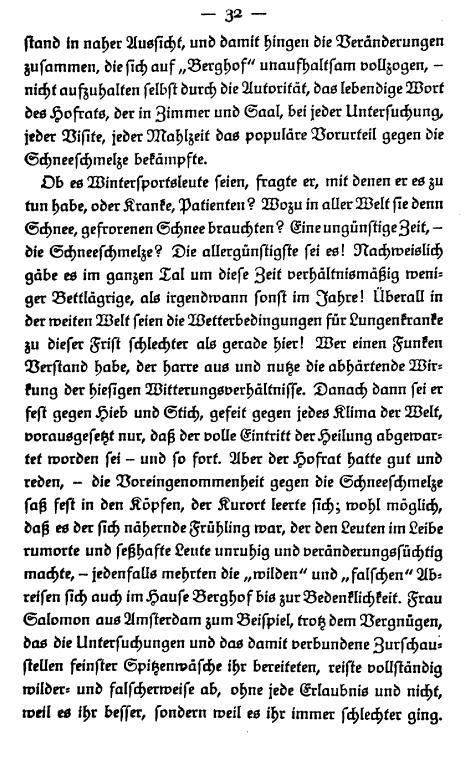 — 32 —
stand in naher Aussicht, und damit hingen die Veränderungen
zusammen, die sich auf „Berghof“ unaufhaltsam vollzogen, –
nicht aufzuhalten selbst durch die Autorität, das lebendige Wort
des Hofrats, der in Zimmer und Saal, bei jeder Untersuchung,
jeder Visite, jeder Mahlzeit das populäre Vorurteil gegen die
Schneeschmelze bekämpfte.
Ob es Wintersportsleute seien, fragte er, mit denen er es zu
tun habe, oder Kranke, Patienten? Wozu in aller Welt sie denn
Schnee, gefrorenen Schnee brauchten? Eine ungünstige Zeit, –
die Schneeschmelze? Die allergünstigste sei es! Nachweislich
gäbe es im ganzen Tal um diese Zeit verhältnismäßig weni⸗
ger Bettlägrige, als irgendwann sonst im Jahre! Überall in
der weiten Welt seien die Wetterbedingungen für Lungenkranke
zu dieser Frist schlechter als gerade hier! Wer einen Funken
Verstand habe, der harre aus und nutze die abhärtende Wir⸗
kung der hiesigen Witterungsverhältnisse. Danach dann sei er
fest gegen Hieb und Stich, gefeit gegen jedes Klima der Welt,
vorausgesetzt nur, daß der volle Eintritt der Heilung abgewar⸗
tet worden sei – und so fort. Aber der Hofrat hatte gut und
reden, – die Voreingenommenheit gegen die Schneeschmelze
saß fest in den Köpfen, der Kurort leerte sich; wohl möglich,
daß es der sich nähernde Frühling war, der den Leuten im Leibe
rumorte und seßhafte Leute unruhig und veränderungssüchtig
machte, – jedenfalls mehrten die „wilden“ und „falschen“ Ab⸗
reisen sich auch im Hause Berghof bis zur Bedenklichkeit. Frau
Salomon aus Amsterdam zum Beispiel, trotz dem Vergnügen,
das die Untersuchungen und das damit verbundene Zurschau⸗
stellen feinster Spitzenwäsche ihr bereiteten, reiste vollständig
wilder⸗ und falscherweise ab, ohne jede Erlaubnis und nicht,
weil es ihr besser, sondern weil es ihr immer schlechter ging.